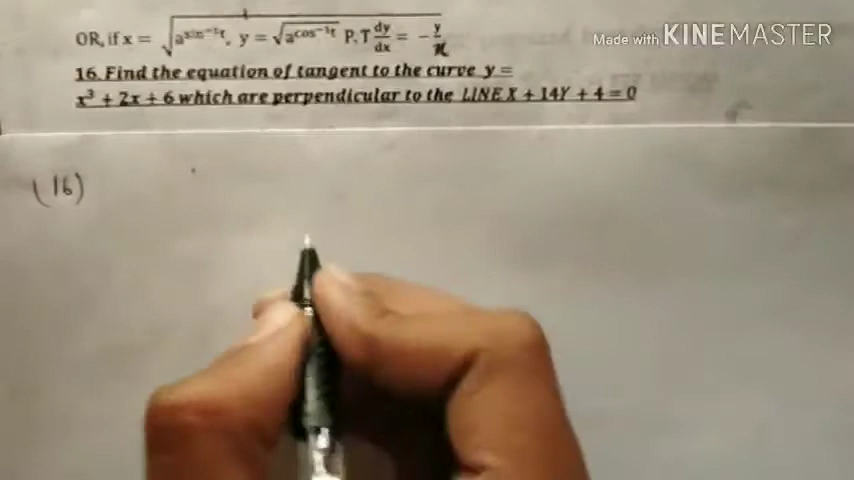 Made with KINEMASTER
OR, if x = √a^sin⁻¹t, y = √a^cos⁻¹t P.T dy/dx = - y/x
16. Find the equation of tangent to the curve y =
x³ + 2x + 6 which are perpendicular to the LINE X + 14Y + 4 = 0
(16)